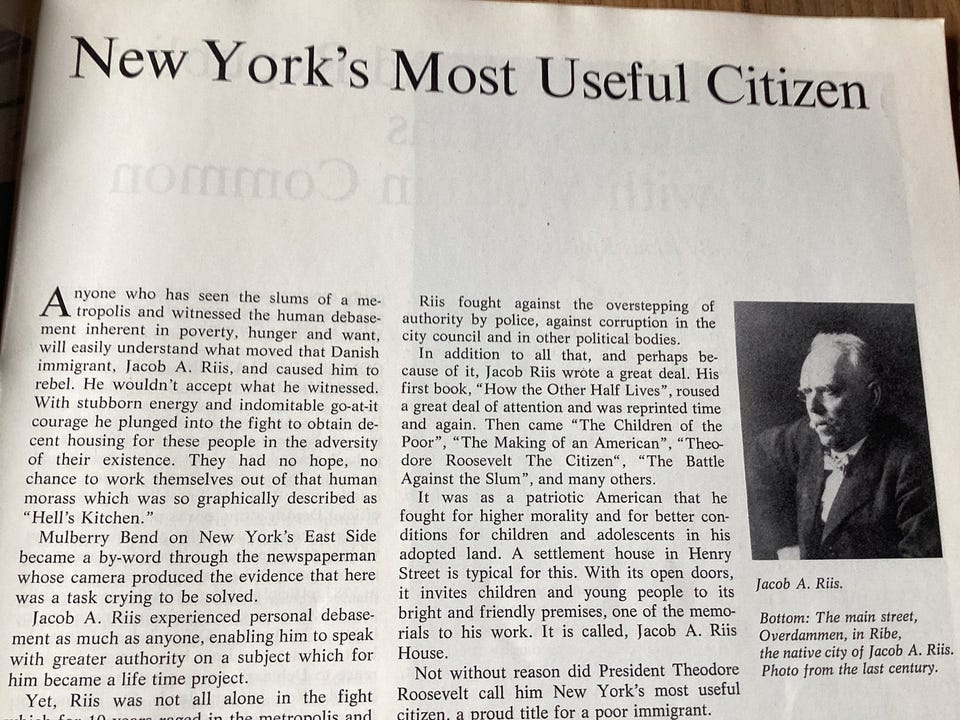 New York's Most Useful Citizen
Anyone who has seen the slums of a me-
tropolis and witnessed the human debase-
ment inherent in poverty, hunger and want,
will easily understand what moved that Danish
immigrant, Jacob A. Riis, and caused him to
rebel. He wouldn't accept what he witnessed.
With stubborn energy and indomitable go-at-it
courage he plunged into the fight to obtain de-
cent housing for these people in the adversity
of their existence. They had no hope, no
chance to work themselves out of that human
morass which was so graphically described as
"Hell's Kitchen."
Mulberry Bend on New York's East Side
became a by-word through the newspaperman
whose camera produced the evidence that here
was a task crying to be solved.
Jacob A. Riis experienced personal debase-
ment as much as anyone, enabling him to speak
with greater authority on a subject which for
him became a life time project.
Yet, Riis was not all alone in the fight
which for 10 years raged in the metropolis and
Riis fought against the overstepping of
authority by police, against corruption in the
city council and in other political bodies.
In addition to all that, and perhaps be-
cause of it, Jacob Riis wrote a great deal. His
first book, "How the Other Half Lives", roused
a great deal of attention and was reprinted time
and again. Then came "The Children of the
Poor", "The Making of an American", "Theo-
dore Roosevelt The Citizen", "The Battle
Against the Slum", and many others.
It was as a patriotic American that he
fought for higher morality and for better con-
ditions for children and adolescents in his
adopted land. A settlement house in Henry
Street is typical for this. With its open doors,
it invites children and young people to its
bright and friendly premises, one of the memo-
rials to his work. It is called, Jacob A. Riis
House.
Not without reason did President Theodore
Roosevelt call him New York's most useful
citizen, a proud title for a poor immigrant.
Jacob A. Riis.
Bottom: The main street,
Overdammen, in Ribe,
the native city of Jacob A. Riis.
Photo from the last century.